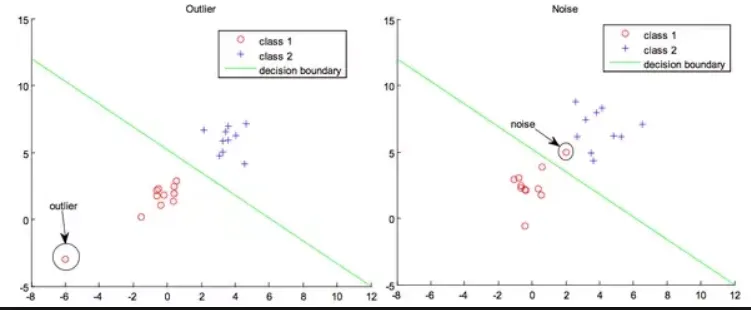 Outlier
15
10
5
0
-5
-8 -6 -4 -2 0 2 4 6 8 10 12
class 1
class 2
decision boundary
outlier
Noise
15
10
5
0
-5
-8 -6 -4 -2 0 2 4 6 8 10 12
class 1
class 2
decision boundary
noise